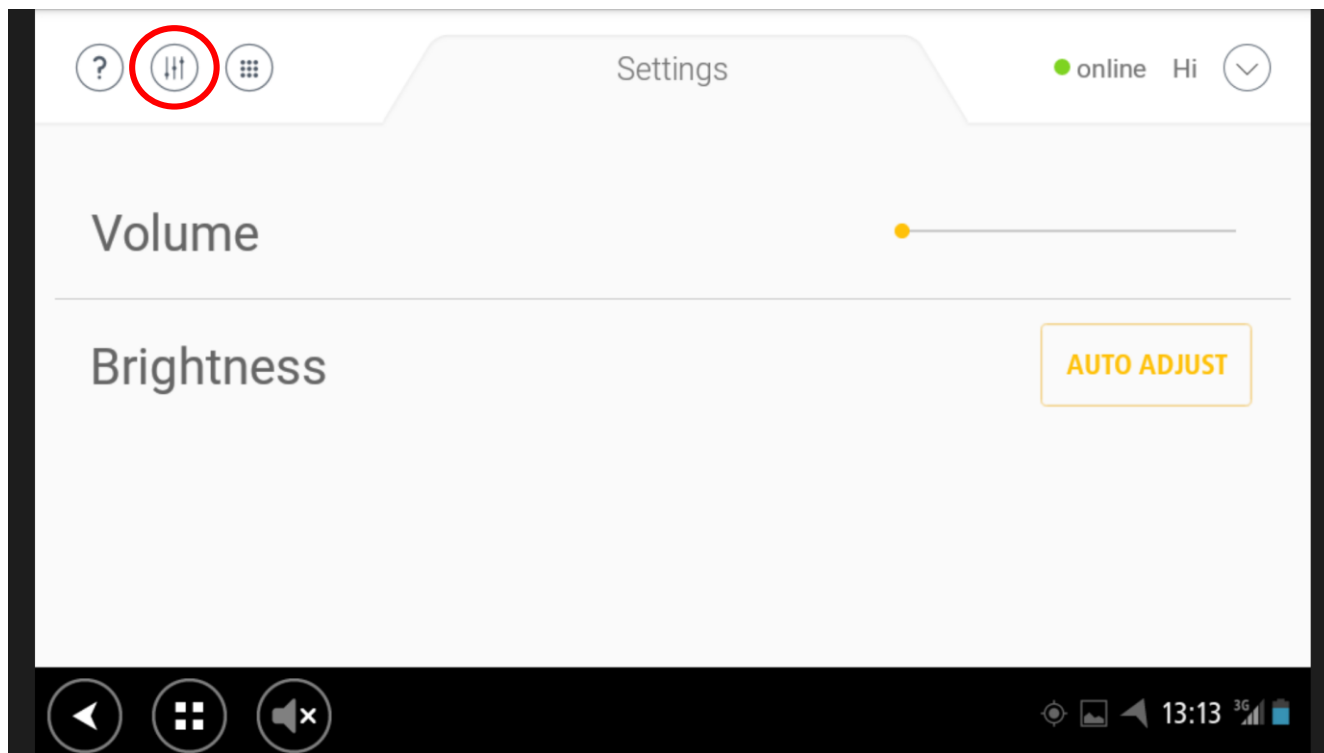 ?
Settings
online Hi
Volume
Brightness
AUTO ADJUST
13:13 3G